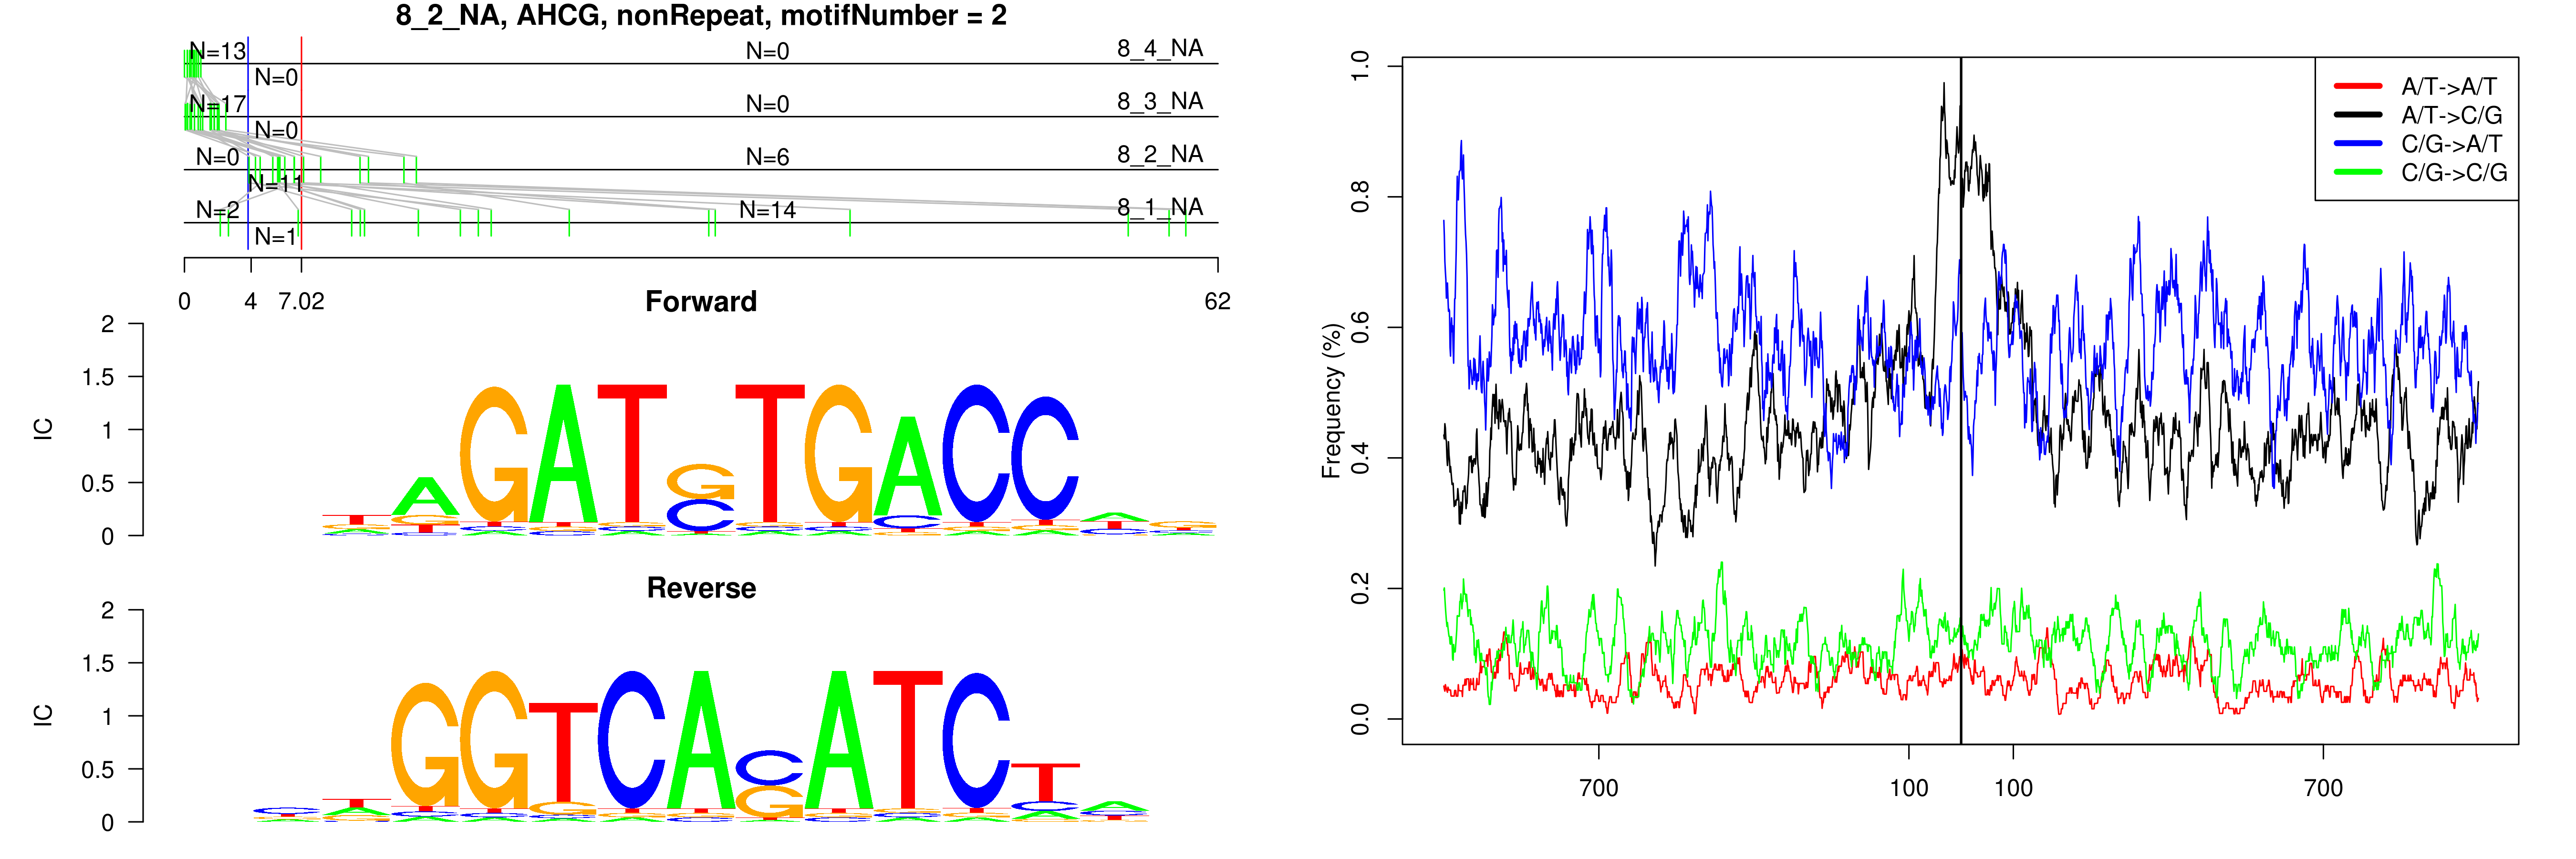 8_2_NA, AHCG, nonRepeat, motifNumber = 2
N=13 N=0 8_4_NA
N=0
N=17 N=0 8_3_NA
N=0
N=0 N=6 8_2_NA
N=11
N=2 N=14 8_1_NA
N=1
0 4 7.02 62
Forward
IC
2
1.5
1
0.5
0
A GATGTGACC
C
Reverse
IC
2
1.5
1
0.5
0
GGTCACATCT
G
Frequency (%)
1.0
0.8
0.6
0.4
0.2
0.0
700 100 100 700
A/T->A/T
A/T->C/G
C/G->A/T
C/G->C/G